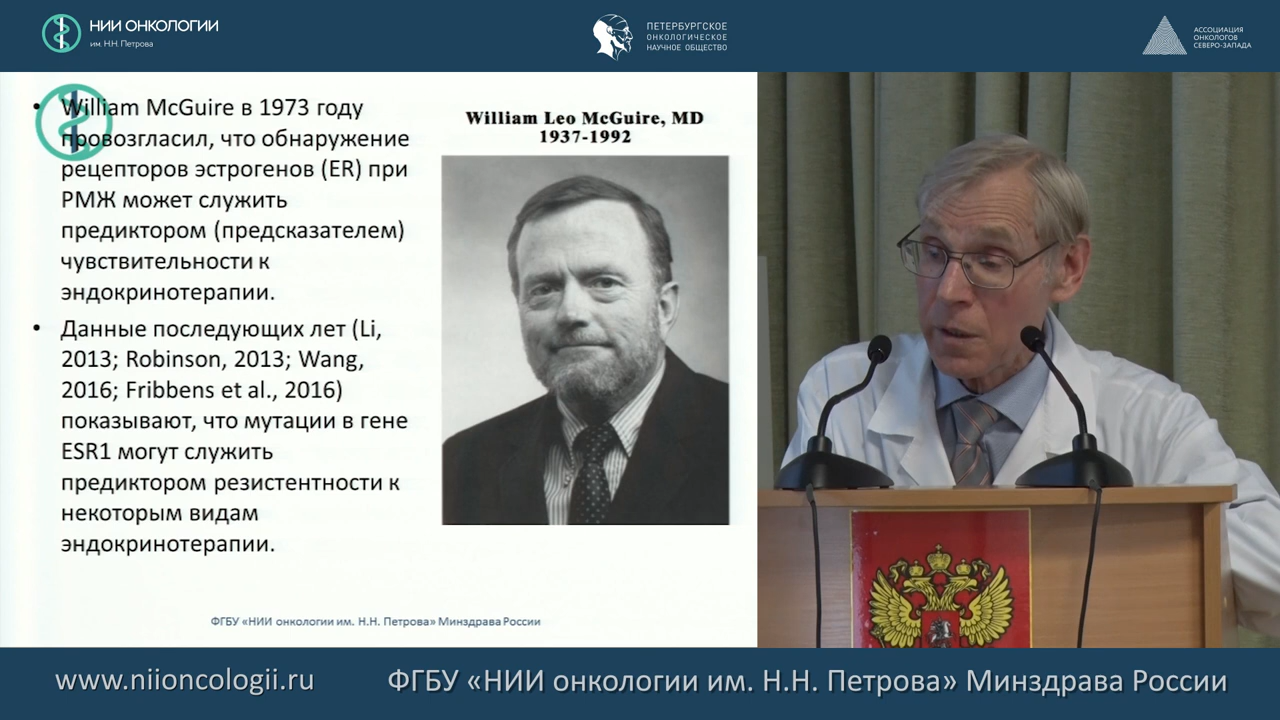 НИИ ОНКОЛОГИИ
им. Н.Н. Петрова
ПЕТЕРБУРГСКОЕ
ОНКОЛОГИЧЕСКОЕ
НАУЧНОЕ ОБЩЕСТВО
АССОЦИАЦИЯ
ОНКОЛОГОВ
СЕВЕРО-ЗАПАДА
• William McGuire в 1973 году
провозгласил, что обнаружение
рецепторов эстрогенов (ER) при
РМЖ может служить
предиктором (предсказателем)
чувствительности к
эндокринотерапии.
• Данные последующих лет (Li,
2013; Robinson, 2013; Wang,
2016; Fribbens et al., 2016)
показывают, что мутации в гене
ESR1 могут служить
предиктором резистентности к
некоторым видам
эндокринотерапии.
William Leo McGuire, MD
1937-1992
ФГБУ «НИИ онкологии им. Н.Н. Петрова» Минздрава России
www.niioncologii.ru
ФГБУ «НИИ онкологии им. Н.Н. Петрова» Минздрава России